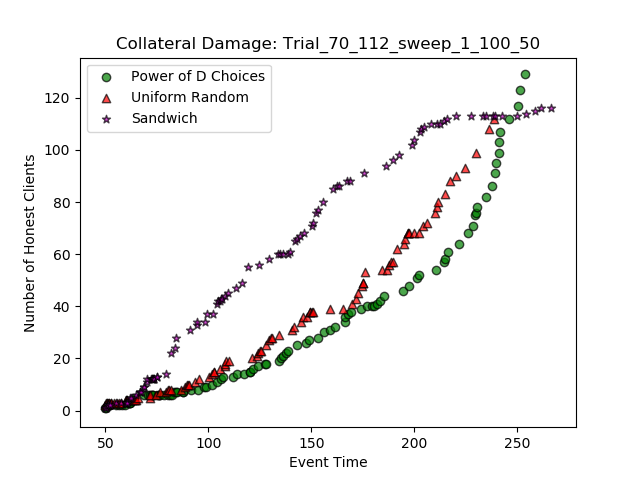 Collateral Damage: Trial_70_112_sweep_1_100_50
Power of D Choices
Uniform Random
Sandwich
Number of Honest Clients
120
100
80
60
40
20
0
50
100
150
200
250
Event Time